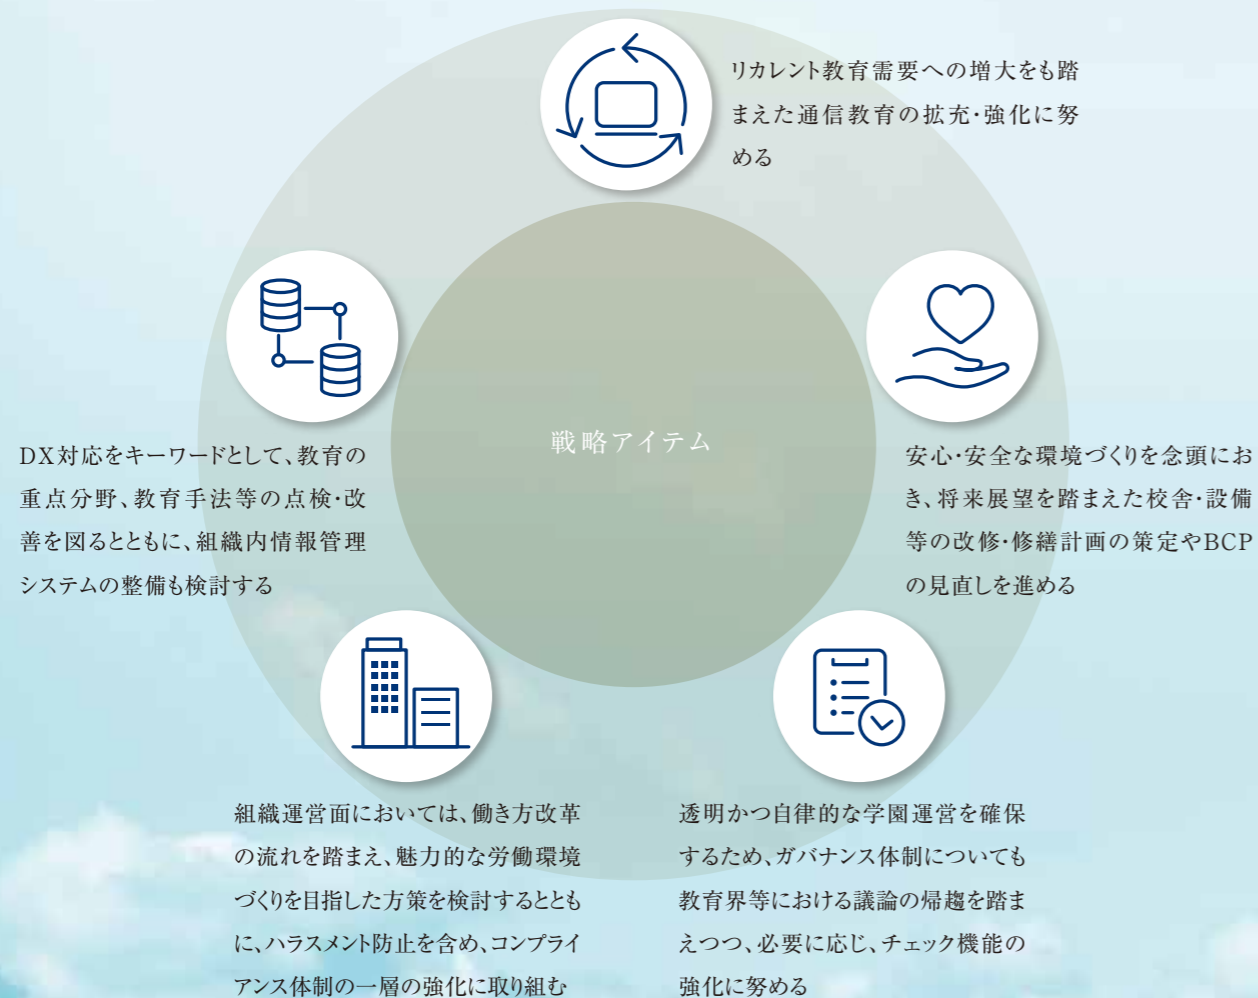 リカレント教育需要への増大をも踏
まえた通信教育の拡充・強化に努
める
戦略アイテム
安心・安全な環境づくりを念頭にお
き、将来展望を踏まえた校舎・設備
等の改修・修繕計画の策定やBCP
の見直しを進める
DX対応をキーワードとして、教育の
重点分野、教育手法等の点検・改
善を図るとともに、組織内情報管理
システムの整備も検討する
組織運営面においては、働き方改革
の流れを踏まえ、魅力的な労働環境
づくりを目指した方策を検討するととも
に、ハラスメント防止を含め、コンプライ
アンス体制の一層の強化に取り組む
透明かつ自律的な学園運営を確保
するため、ガバナンス体制についても
教育界等における議論の帰趨を踏ま
えつつ、必要に応じ、チェック機能の
強化に努める